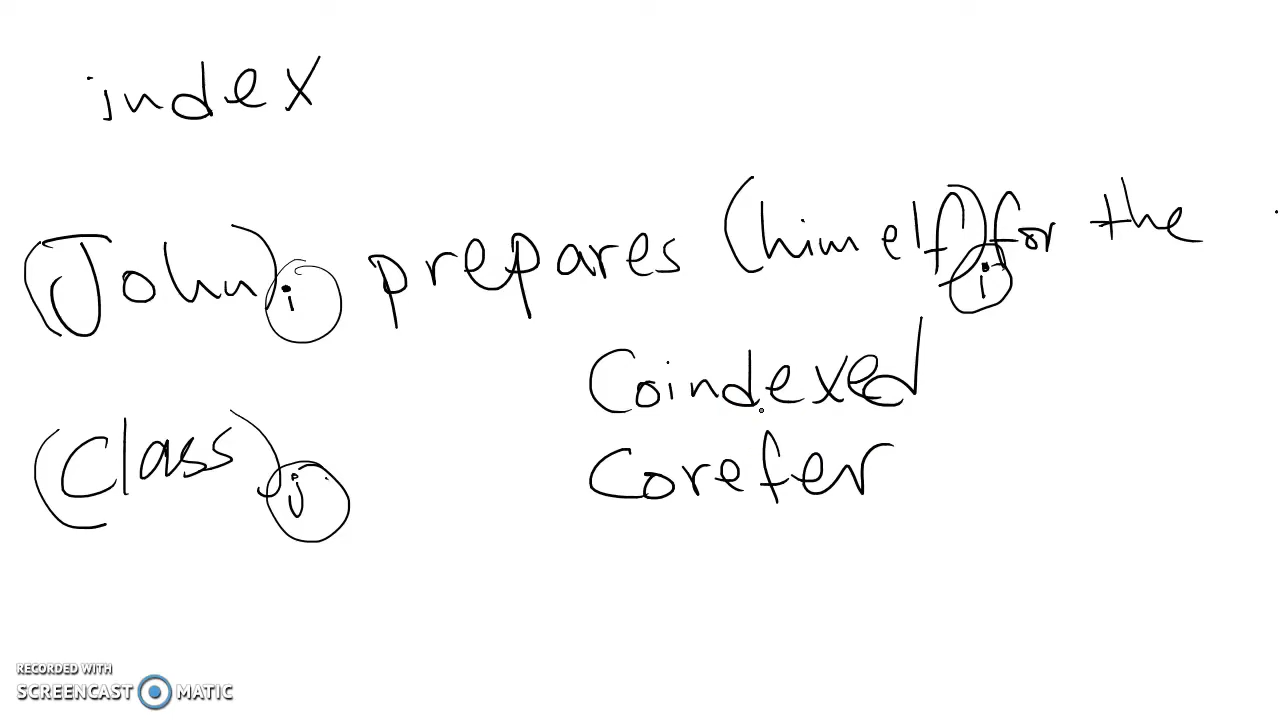 index
(John)i prepares (himelf)i for the
(Class)j
Coindexed
Corefer
RECORDED WITH
SCREENCAST MATIC